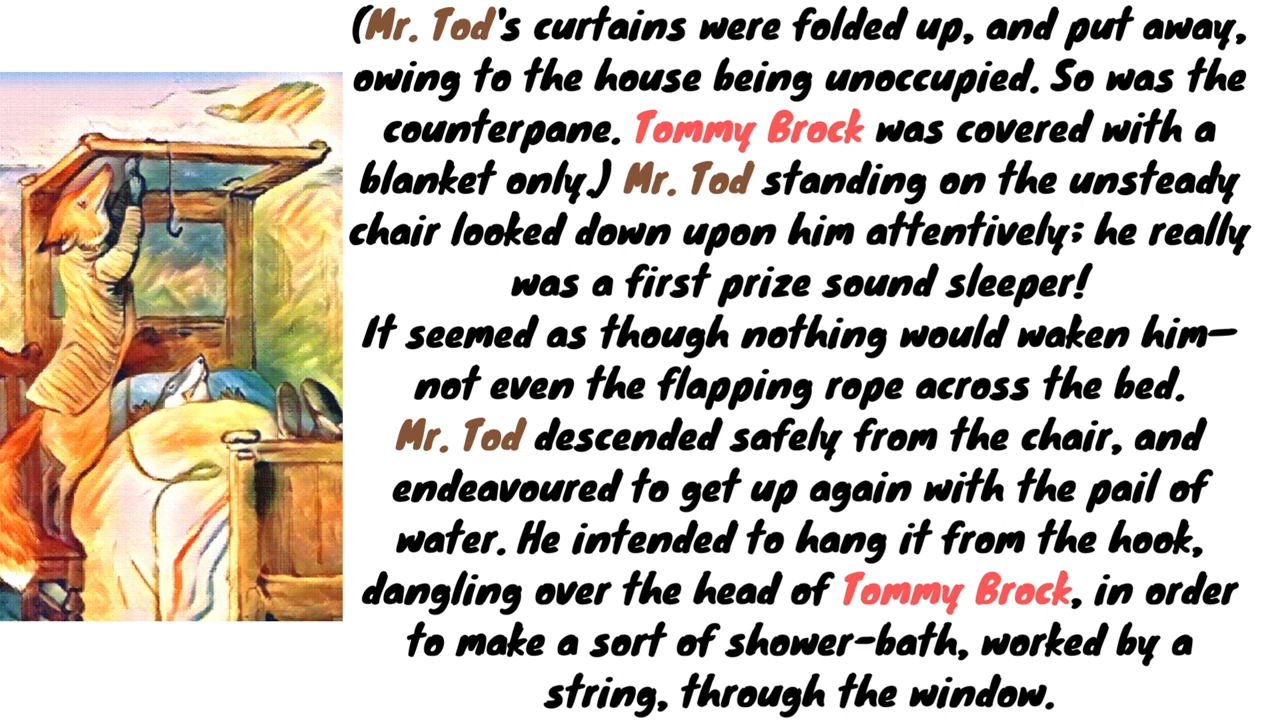 (Mr. Tod's curtains were folded up, and put away,
owing to the house being unoccupied. So was the
counterpane. Tommy Brock was covered with a
blanket only.) Mr. Tod standing on the unsteady
chair looked down upon him attentively; he really
was a first prize sound sleeper!
It seemed as though nothing would waken him—
not even the flapping rope across the bed.
Mr. Tod descended safely from the chair, and
endeavoured to get up again with the pail of
water. He intended to hang it from the hook,
dangling over the head of Tommy Brock, in order
to make a sort of shower-bath, worked by a
string, through the window.